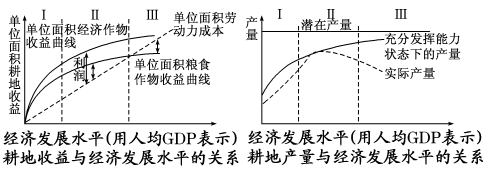 Ⅰ Ⅱ Ⅲ
单位面积经济作物
收益曲线
单位面积劳
动力成本
利
润
单位面积粮食
作物收益曲线
单位面积耕地收益
经济发展水平(用人均GDP表示)
耕地收益与经济发展水平的关系
Ⅰ Ⅱ Ⅲ
潜在产量
产量
充分发挥能力
状态下的产量
实际产量
经济发展水平(用人均GDP表示)
耕地产量与经济发展水平的关系